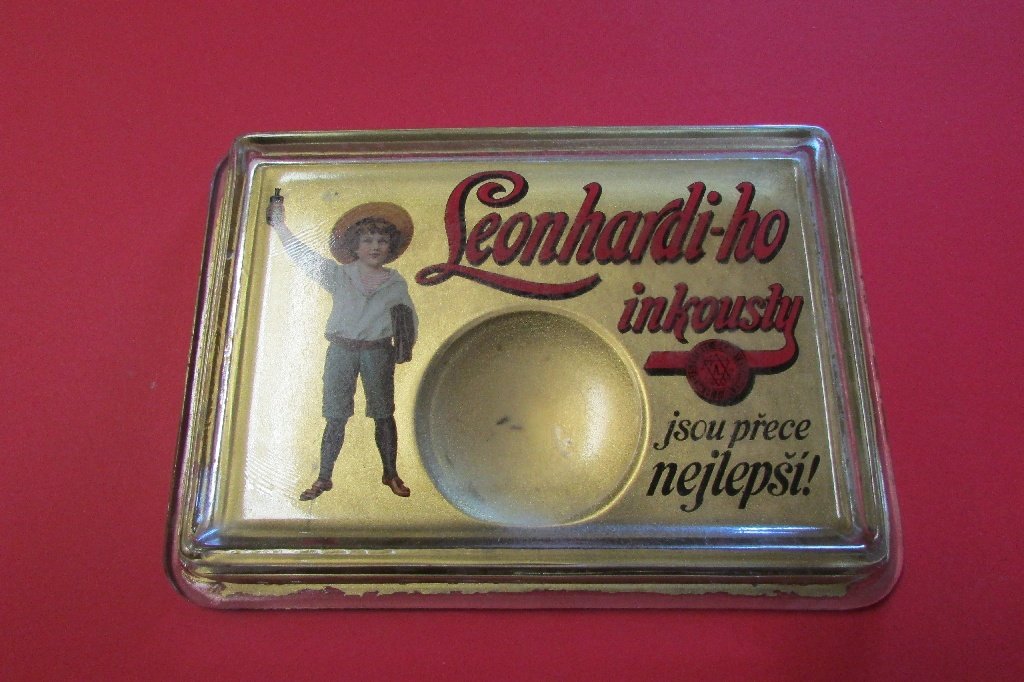 Leonhardi-ho
inkousty
jsou přece
nejlepší!